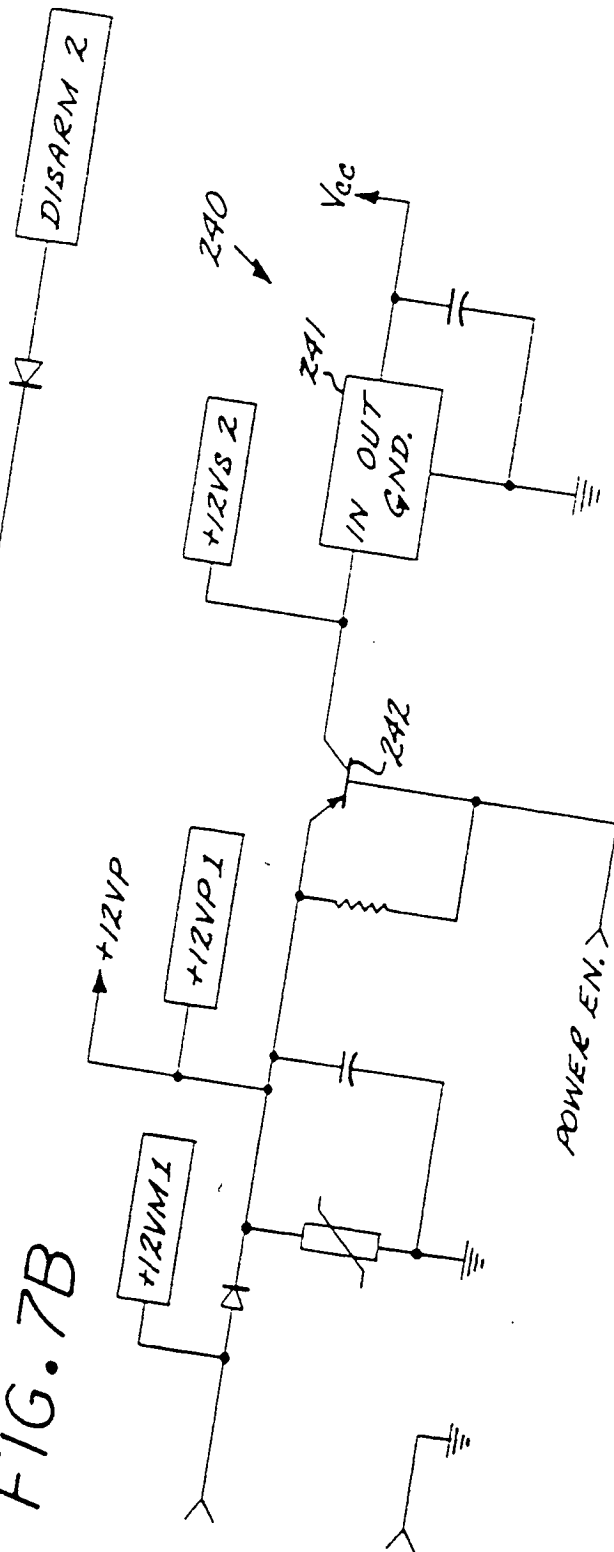 FIG. 7B
DISARM 2
240
Vcc
241
+12VS 2
IN OUT
GND.
242
+12VP
+12VP1
+12VM1
POWER EN.